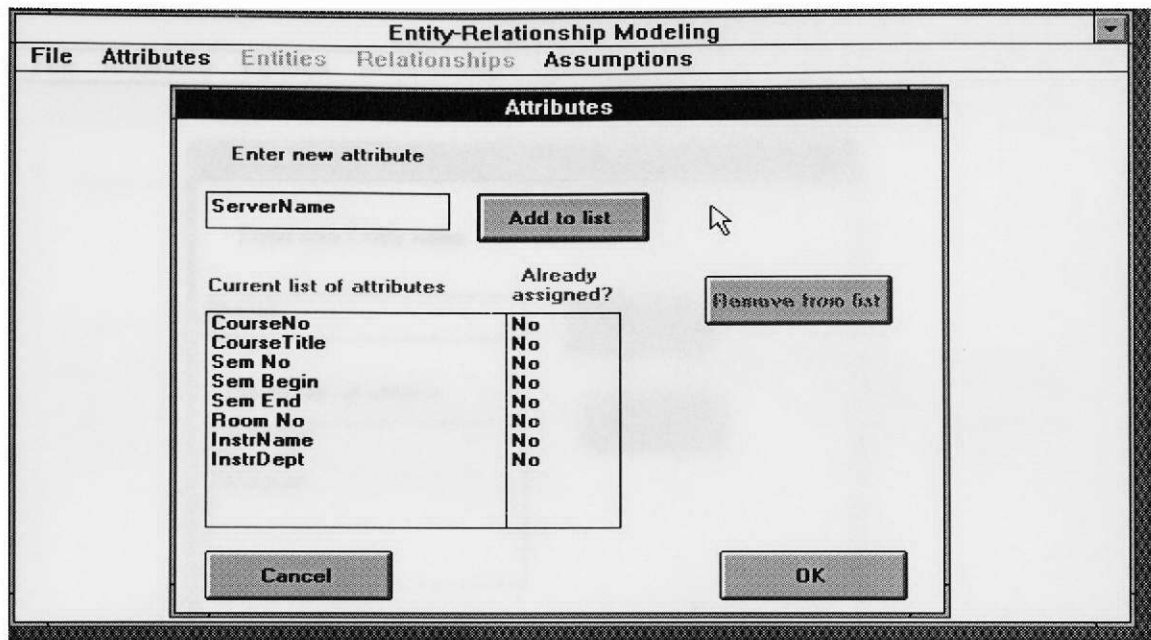 Entity-Relationship Modeling
File Attributes Entities Relationships Assumptions
Attributes
Enter new attribute
ServerName
Add to list
Current list of attributes
Already
assigned?
Remove from list
CourseNo No
CourseTitle No
Sem No No
Sem Begin No
Sem End No
Room No No
InstrName No
InstrDept No
Cancel
OK